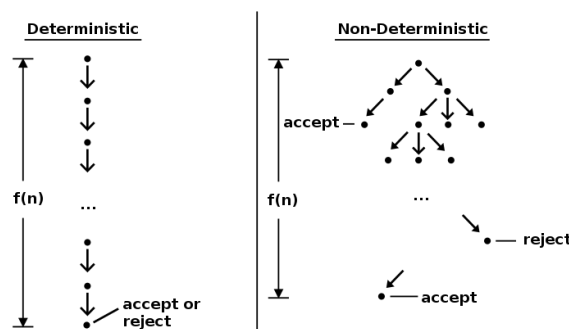 Deterministic
f(n)
...
accept or
reject
Non-Deterministic
accept
f(n)
...
reject
accept